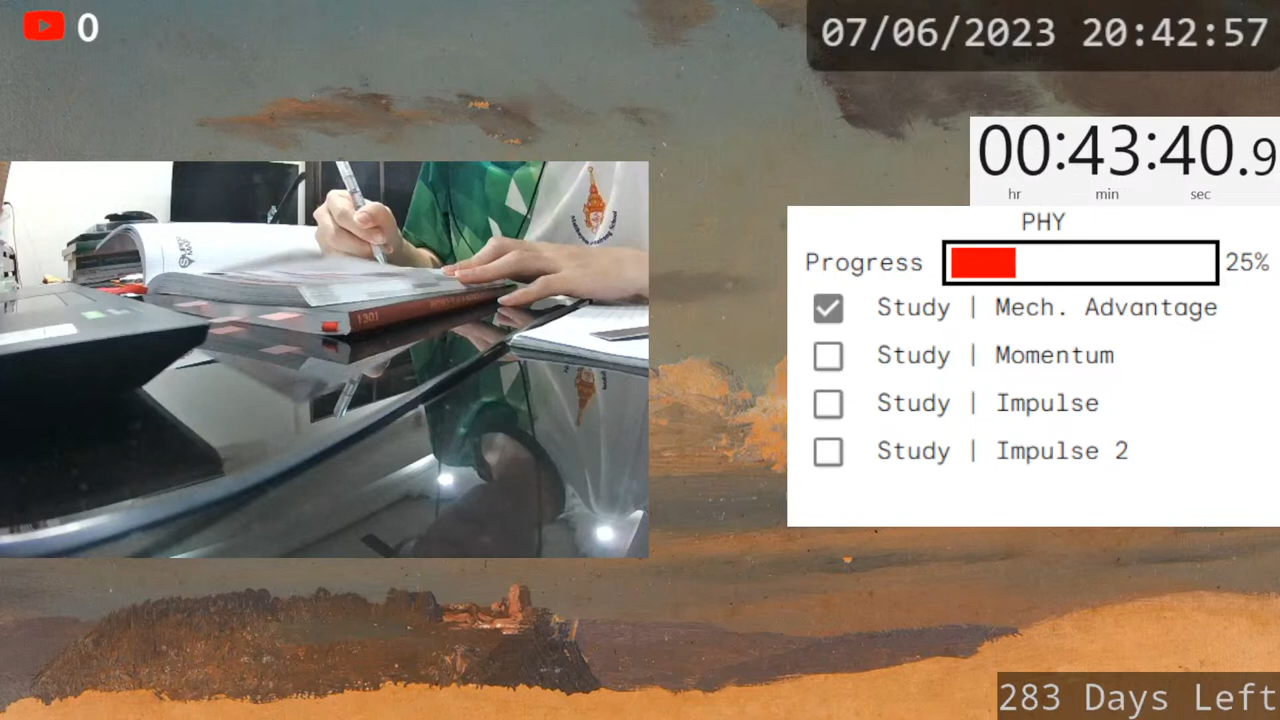 0
07/06/2023 20:42:57
00:43:40.9
hr min sec
PHY
Progress 25%
Study | Mech. Advantage
Study | Momentum
Study | Impulse
Study | Impulse 2
1301
283 Days Left